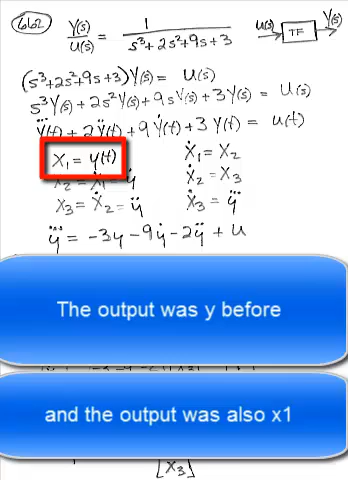 6.6.2 Y(s)/U(s) = 1/(s³+2s²+9s+3) U(s) → TF → Y(s)
(s³+2s²+9s+3)Y(s) = U(s)
s³Y(s)+2s²Y(s)+9sY(s)+3Y(s) = U(s)
y⃛(t)+2ÿ(t)+9ẏ(t)+3y(t) = u(t)
x₁ = y(t) ẋ₁ = x₂
x₂ = ẋ₁ = ẏ ẋ₂ = x₃
x₃ = ẋ₂ = ÿ ẋ₃ = y⃛
y⃛ = -3y-9ẏ-2ÿ+u
The output was y before
and the output was also x1
[x₃]